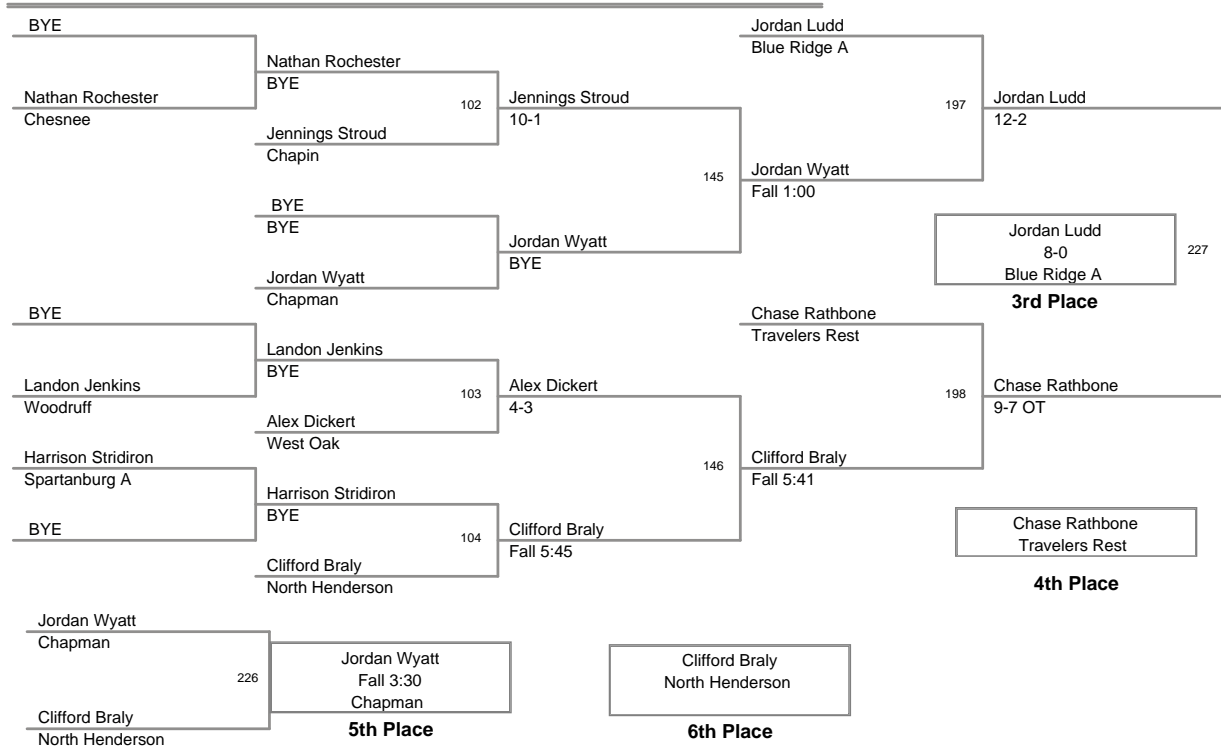 BYE
Jordan Ludd
Blue Ridge A
Nathan Rochester
BYE
Nathan Rochester
Chesnee
102
Jennings Stroud
10-1
197
Jordan Ludd
12-2
Jennings Stroud
Chapin
145
Jordan Wyatt
Fall 1:00
BYE
BYE
Jordan Wyatt
BYE
Jordan Ludd
8-0
Blue Ridge A
227
3rd Place
Jordan Wyatt
Chapman
BYE
Chase Rathbone
Travelers Rest
Landon Jenkins
BYE
Landon Jenkins
Woodruff
103
Alex Dickert
4-3
198
Chase Rathbone
9-7 OT
Alex Dickert
West Oak
Harrison Stridiron
Spartanburg A
146
Clifford Braly
Fall 5:41
Harrison Stridiron
BYE
BYE
104
Clifford Braly
Fall 5:45
Chase Rathbone
Travelers Rest
4th Place
Clifford Braly
North Henderson
Jordan Wyatt
Chapman
226
Jordan Wyatt
Fall 3:30
Chapman
5th Place
Clifford Braly
North Henderson
6th Place
Clifford Braly
North Henderson